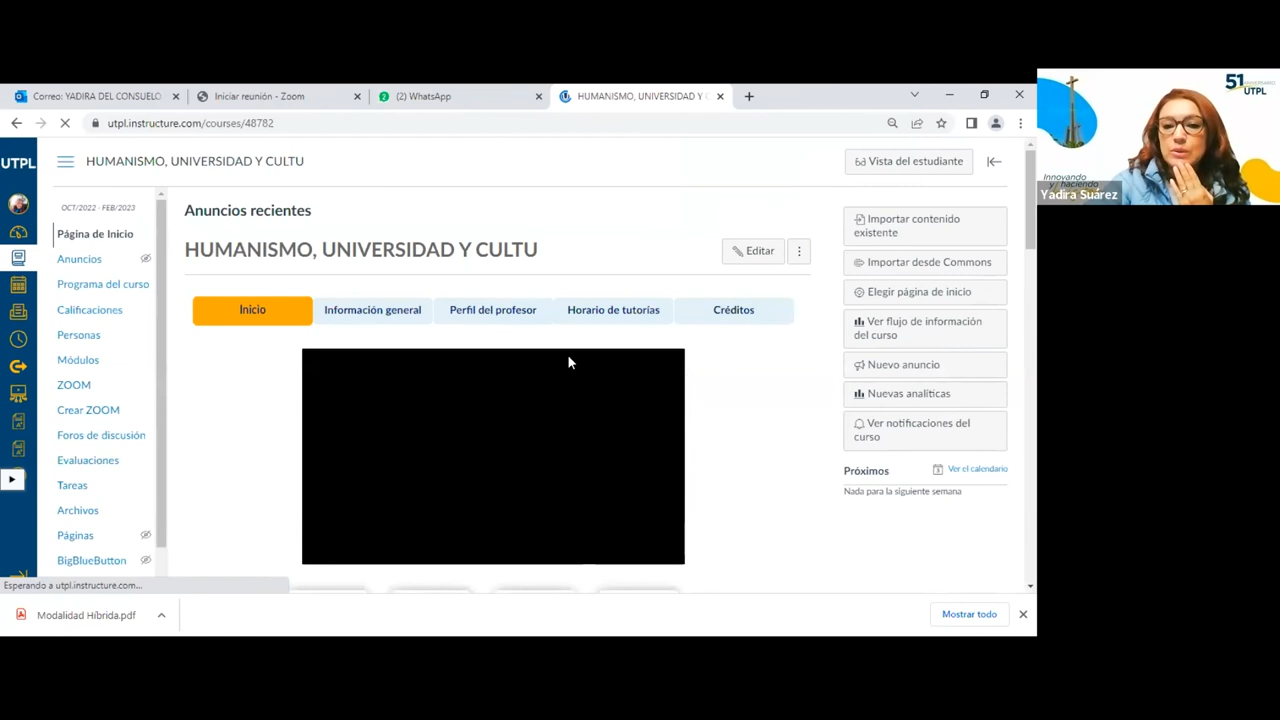 Correo: YADIRA DEL CONSUELO
Iniciar reunión - Zoom
(2) WhatsApp
HUMANISMO, UNIVERSIDAD Y C
utpl.instructure.com/courses/48782
UTPL
HUMANISMO, UNIVERSIDAD Y CULTU
Vista del estudiante
OCT/2022 - FEB/2023
Página de Inicio
Anuncios
Programa del curso
Calificaciones
Personas
Módulos
ZOOM
Crear ZOOM
Foros de discusión
Evaluaciones
Tareas
Archivos
Páginas
BigBlueButton
Anuncios recientes
HUMANISMO, UNIVERSIDAD Y CULTU
Editar
Inicio
Información general
Perfil del profesor
Horario de tutorías
Créditos
Importar contenido
existente
Importar desde Commons
Elegir página de inicio
Ver flujo de información
del curso
Nuevo anuncio
Nuevas analíticas
Ver notificaciones del
curso
Próximos
Ver el calendario
Nada para la siguiente semana
Esperando a utpl.instructure.com...
Modalidad Híbrida.pdf
Mostrar todo
51
ANIVERSARIO
UTPL
Innovando
y haciendo
Yadira Suárez